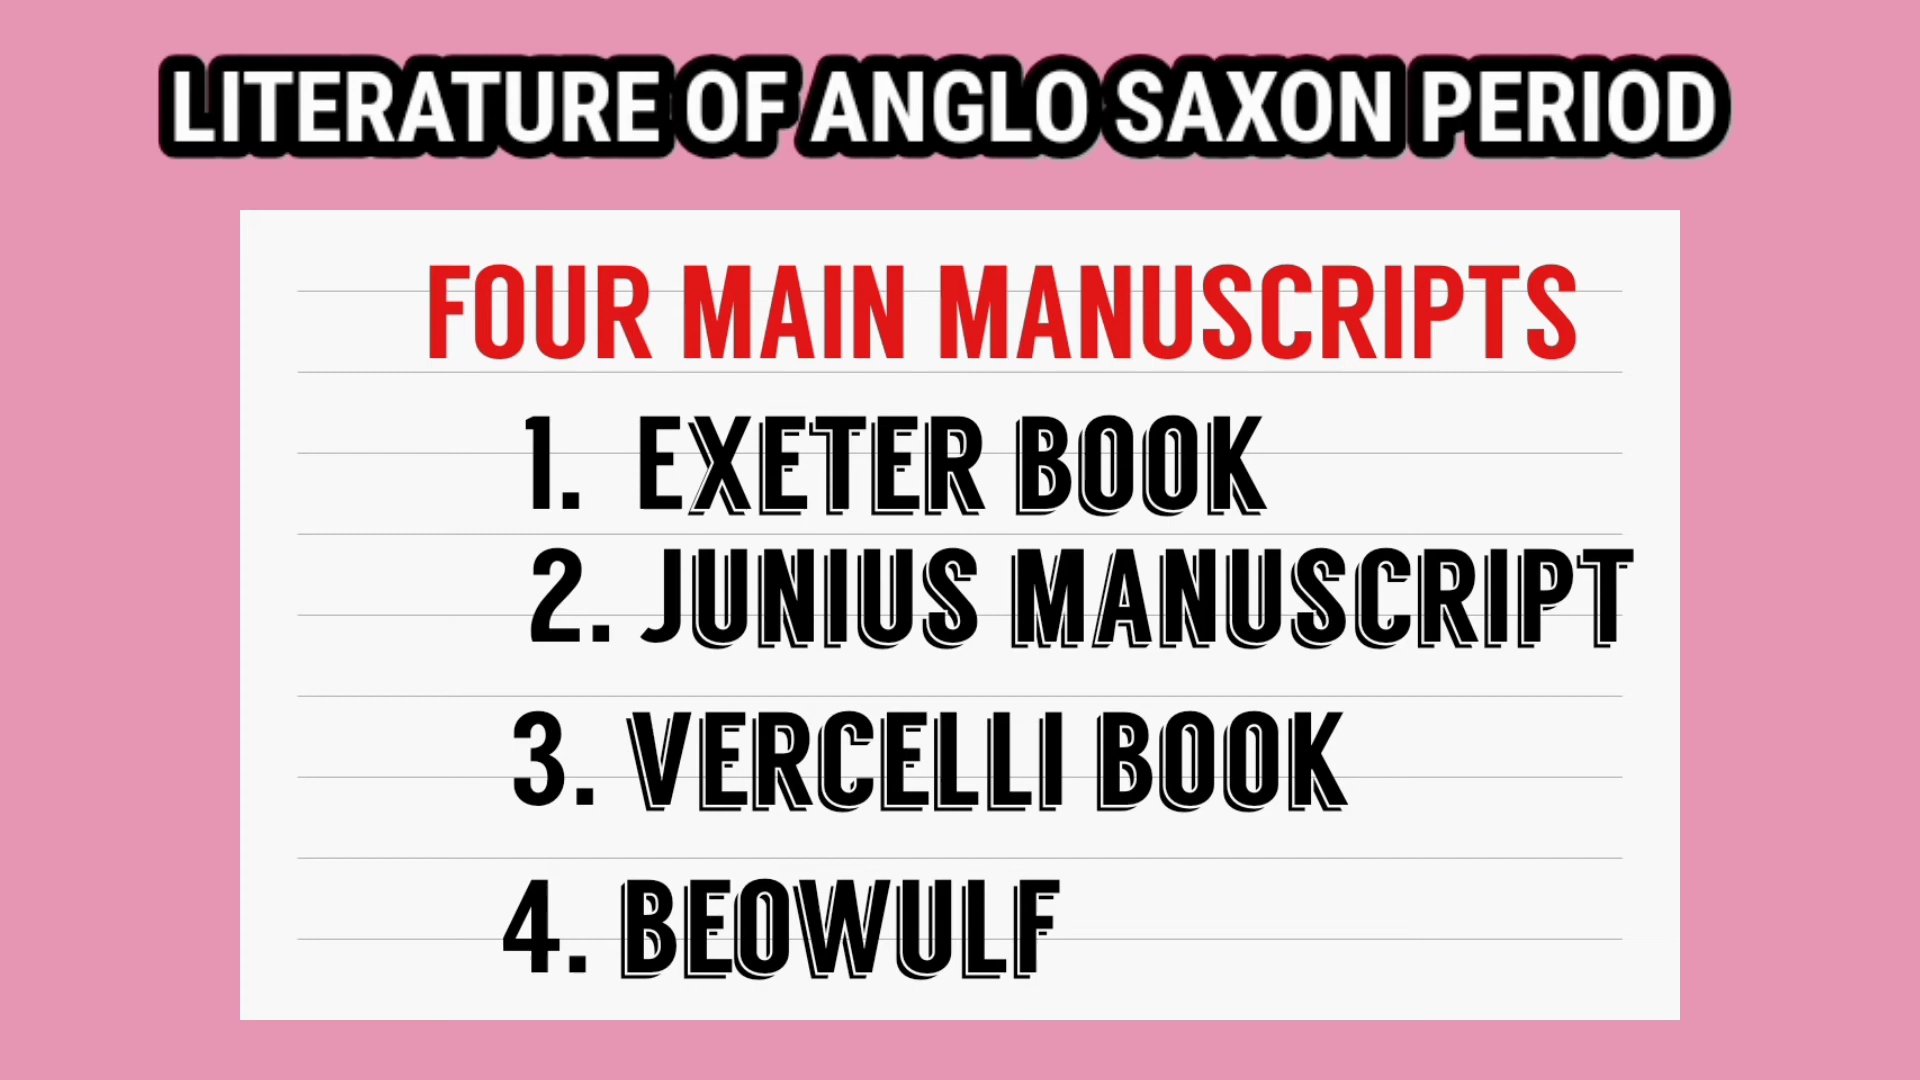 LITERATURE OF ANGLO SAXON PERIOD
FOUR MAIN MANUSCRIPTS
1. EXETER BOOK
2. JUNIUS MANUSCRIPT
3. VERCELLI BOOK
4. BEOWULF